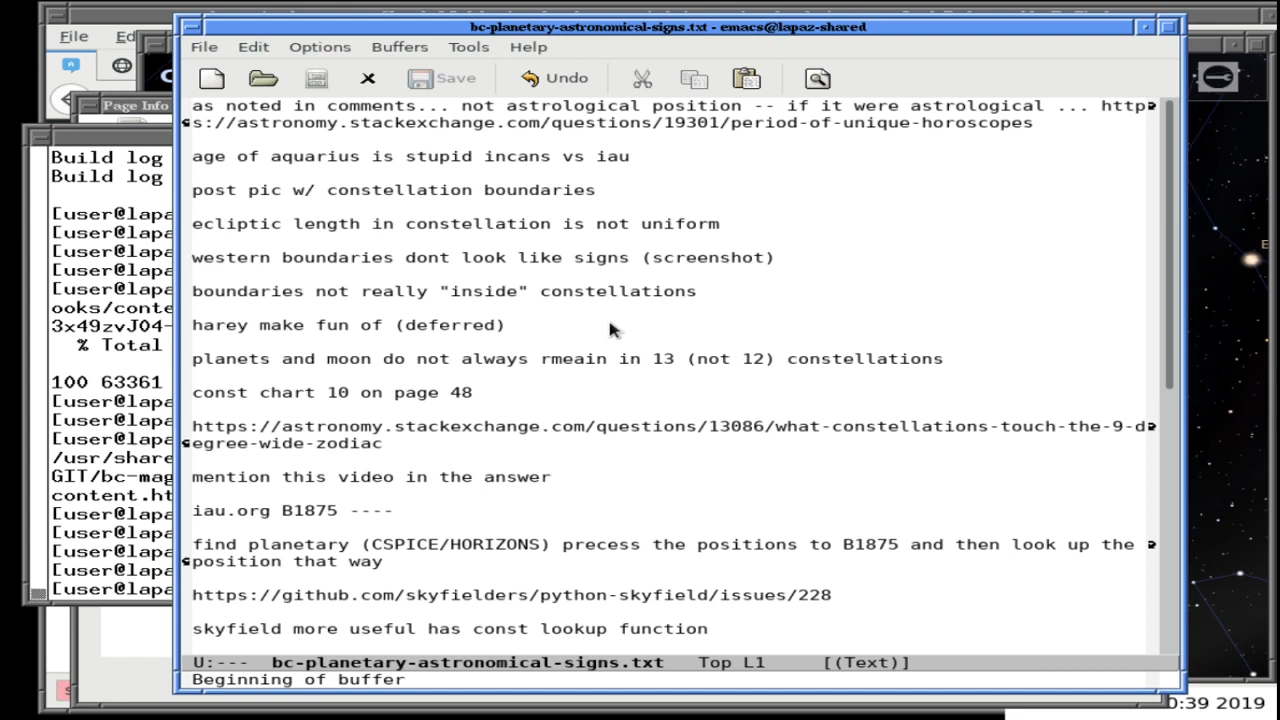 bc-planetary-astronomical-signs.txt - emacs@lapaz-shared
File Edit Options Buffers Tools Help
Save Undo
as noted in comments... not astrological position -- if it were astrological ... http
s://astronomy.stackexchange.com/questions/19301/period-of-unique-horoscopes
age of aquarius is stupid incans vs iau
post pic w/ constellation boundaries
ecliptic length in constellation is not uniform
western boundaries dont look like signs (screenshot)
boundaries not really "inside" constellations
harey make fun of (deferred)
planets and moon do not always rmeain in 13 (not 12) constellations
const chart 10 on page 48
https://astronomy.stackexchange.com/questions/13086/what-constellations-touch-the-9-d
egree-wide-zodiac
mention this video in the answer
iau.org B1875 ----
find planetary (CSPICE/HORIZONS) precess the positions to B1875 and then look up the
position that way
https://github.com/skyfielders/python-skyfield/issues/228
skyfield more useful has const lookup function
U:--- bc-planetary-astronomical-signs.txt Top L1 [(Text)]
Beginning of buffer
File Ed
Page Info
Build log
Build log
[user@lapa
[user@lapa
[user@lapa
[user@lapa
[user@lapa
ooks/conte
3x49zvJ04-
% Total
100 63361
[user@lapa
[user@lapa
[user@lapa
/usr/share
GIT/bc-mag
content.ht
[user@lapa
[user@lapa
[user@lapa
[user@lapa
[user@lapa
0:39 2019